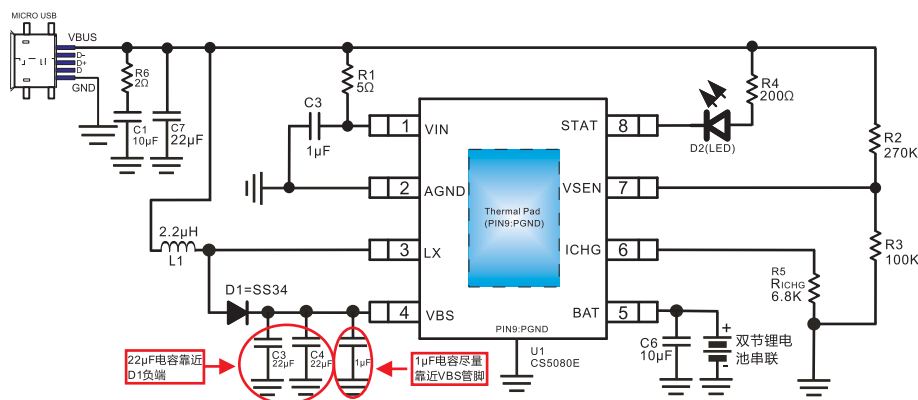 MICRO USB
VBUS
D-
D+
D
GND
R6
2Ω
C1
10μF
C7
22μF
R1
5Ω
C3
1μF
R4
200Ω
D2(LED)
R2
270K
R3
100K
1
VIN
2
AGND
3
LX
4
VBS
STAT
8
VSEN
7
ICHG
6
BAT
5
Thermal Pad
(PIN9:PGND)
PIN9:PGND
U1
CS5080E
2.2μH
L1
D1=SS34
C3
22μF
C4
22μF
1μF
22μF电容靠近
D1负端
1μF电容尽量
靠近VBS管脚
C6
10μF
+
-
双节锂电
池串联
R5
RICHG
6.8K